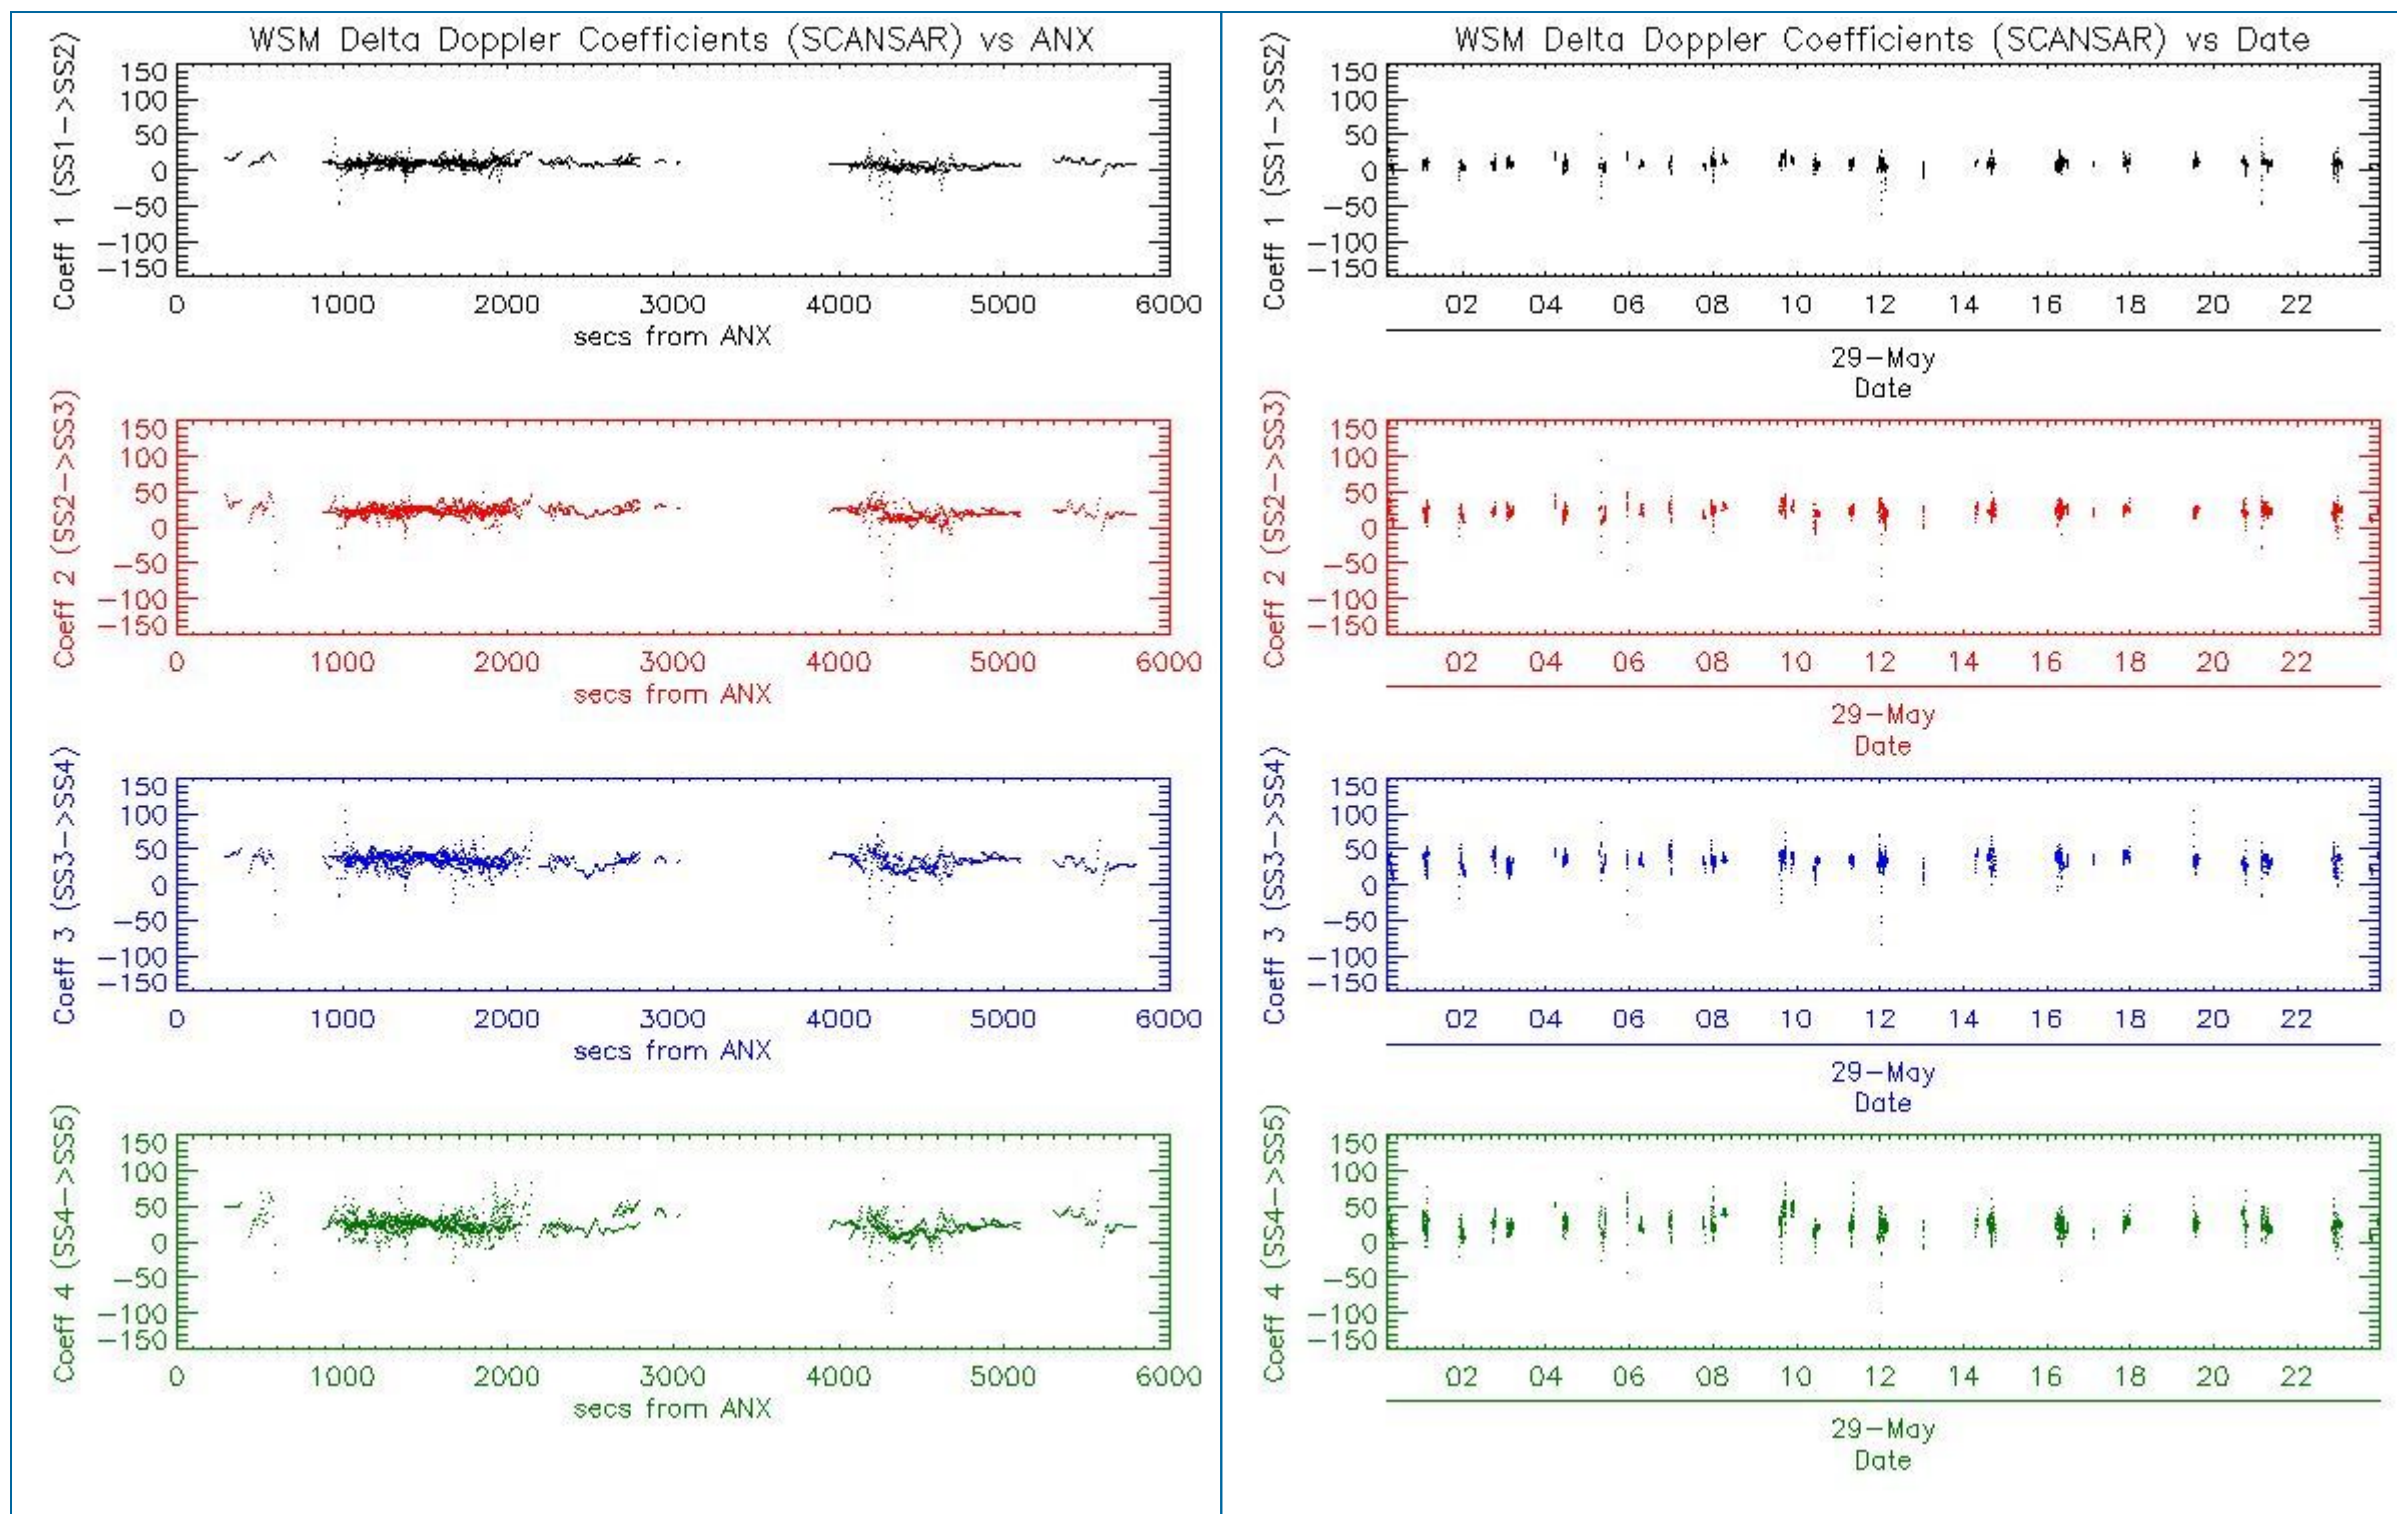 WSM Delta Doppler Coefficients (SCANSAR) vs ANX
Coeff 1 (SS1->SS2)
150
100
50
0
-50
-100
-150
0 1000 2000 3000 4000 5000 6000
secs from ANX
Coeff 2 (SS2->SS3)
150
100
50
0
-50
-100
-150
0 1000 2000 3000 4000 5000 6000
secs from ANX
Coeff 3 (SS3->SS4)
150
100
50
0
-50
-100
-150
0 1000 2000 3000 4000 5000 6000
secs from ANX
Coeff 4 (SS4->SS5)
150
100
50
0
-50
-100
-150
0 1000 2000 3000 4000 5000 6000
secs from ANX
WSM Delta Doppler Coefficients (SCANSAR) vs Date
Coeff 1 (SS1->SS2)
150
100
50
0
-50
-100
-150
02 04 06 08 10 12 14 16 18 20 22
29-May
Date
Coeff 2 (SS2->SS3)
150
100
50
0
-50
-100
-150
02 04 06 08 10 12 14 16 18 20 22
29-May
Date
Coeff 3 (SS3->SS4)
150
100
50
0
-50
-100
-150
02 04 06 08 10 12 14 16 18 20 22
29-May
Date
Coeff 4 (SS4->SS5)
150
100
50
0
-50
-100
-150
02 04 06 08 10 12 14 16 18 20 22
29-May
Date